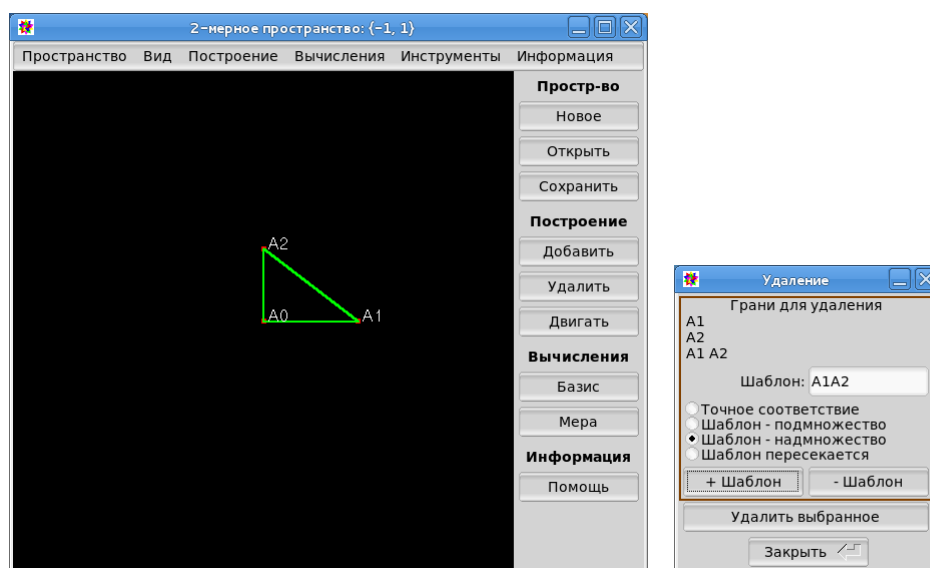 2-мерное пространство: {-1, 1}
Пространство Вид Построение Вычисления Инструменты Информация
Простр-во
Новое
Открыть
Сохранить
Построение
Добавить
Удалить
Двигать
Вычисления
Базис
Мера
Информация
Помощь
A2
A0
A1
Удаление
Грани для удаления
A1
A2
A1 A2
Шаблон: A1A2
Точное соответствие
Шаблон - подмножество
Шаблон - надмножество
Шаблон пересекается
+ Шаблон - Шаблон
Удалить выбранное
Закрыть